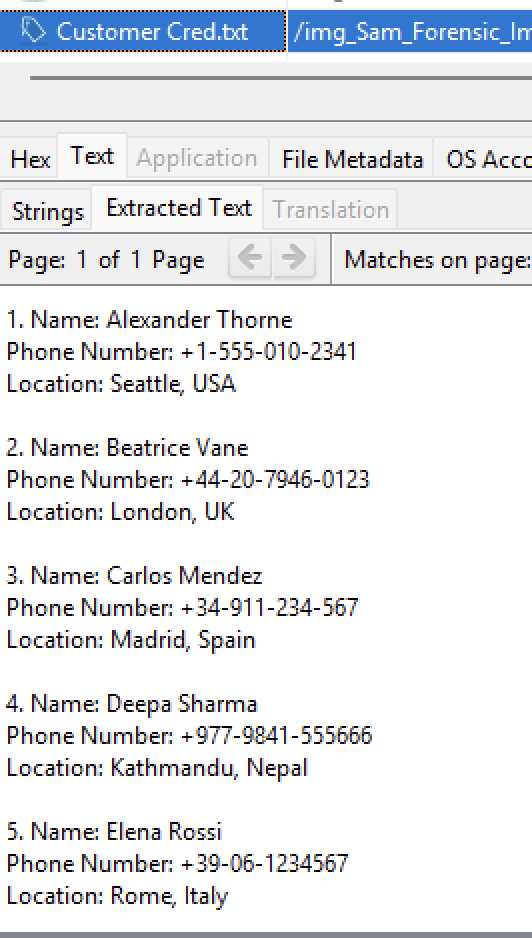 Customer Cred.txt /img_Sam_Forensic_Im
Hex Text Application File Metadata OS Acco
Strings Extracted Text Translation
Page: 1 of 1 Page Matches on page:
1. Name: Alexander Thorne
Phone Number: +1-555-010-2341
Location: Seattle, USA
2. Name: Beatrice Vane
Phone Number: +44-20-7946-0123
Location: London, UK
3. Name: Carlos Mendez
Phone Number: +34-911-234-567
Location: Madrid, Spain
4. Name: Deepa Sharma
Phone Number: +977-9841-555666
Location: Kathmandu, Nepal
5. Name: Elena Rossi
Phone Number: +39-06-1234567
Location: Rome, Italy